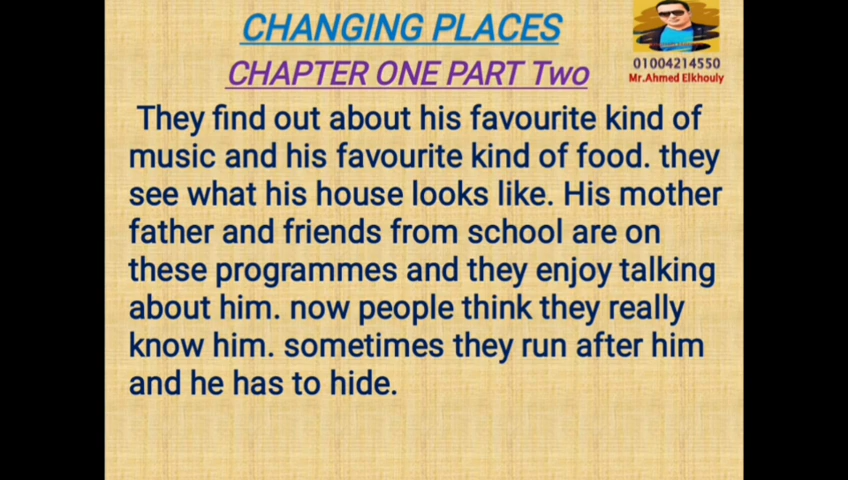 CHANGING PLACES
01004214550
CHAPTER ONE PART Two
Mr.Ahmed Elkhouly
They find out about his favourite kind of
music and his favourite kind of food. they
see what his house looks like. His mother
father and friends from school are on
these programmes and they enjoy talking
about him. now people think they really
know him. sometimes they run after him
and he has to hide.